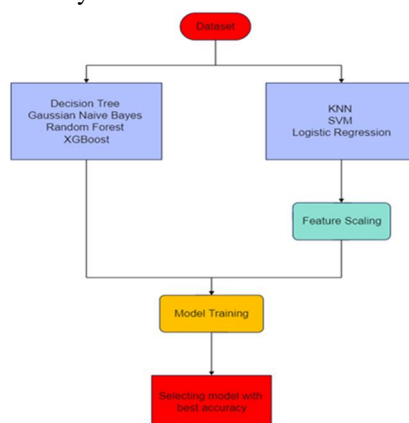 Dataset
Decision Tree
Gaussian Naive Bayes
Random Forest
XGBoost
KNN
SVM
Logistic Regression
Feature Scaling
Model Training
Selecting model with
best accuracy